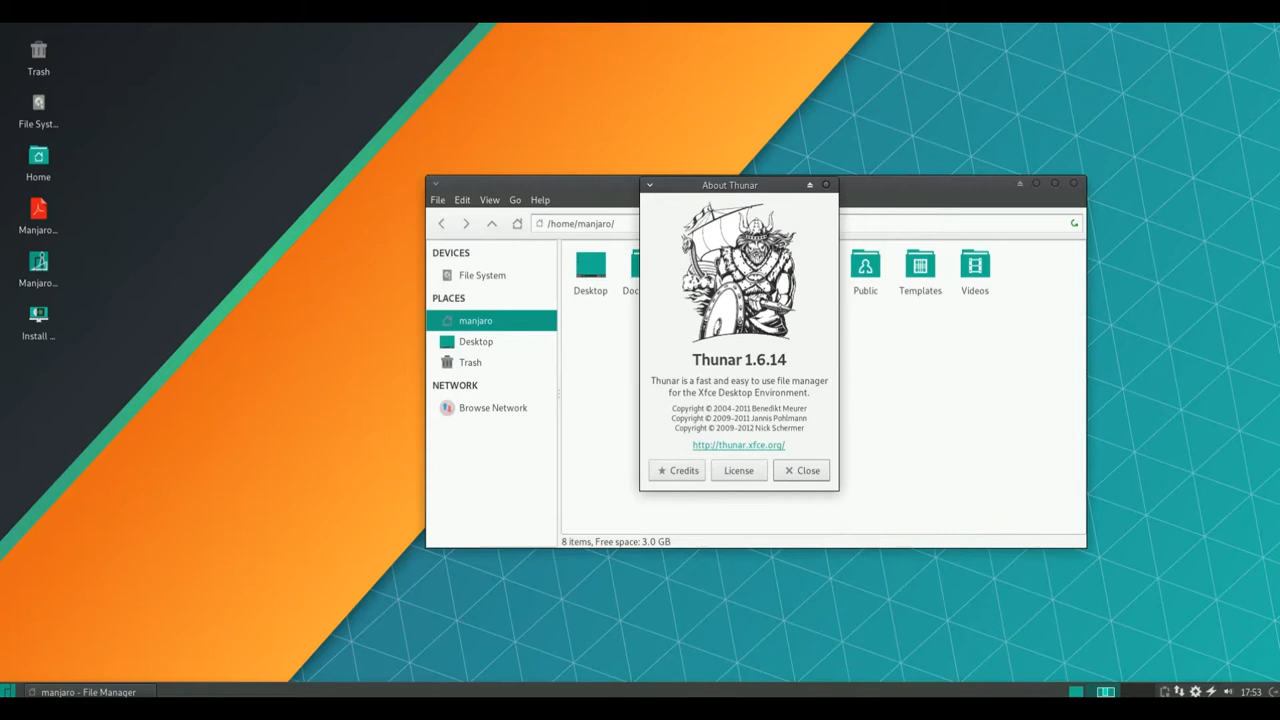 Trash
File Syst...
Home
Manjaro...
Manjaro...
Install ...
About Thunar
File Edit View Go Help
/home/manjaro/
DEVICES
File System
PLACES
manjaro
Desktop
Trash
NETWORK
Browse Network
Desktop
Doc
Public
Templates
Videos
Thunar 1.6.14
Thunar is a fast and easy to use file manager
for the Xfce Desktop Environment.
Copyright © 2004-2011 Benedikt Meurer
Copyright © 2009-2011 Jannis Pohlmann
Copyright © 2009-2012 Nick Schermer
http://thunar.xfce.org/
Credits License Close
8 items, Free space: 3.0 GB
manjaro - File Manager
17:53